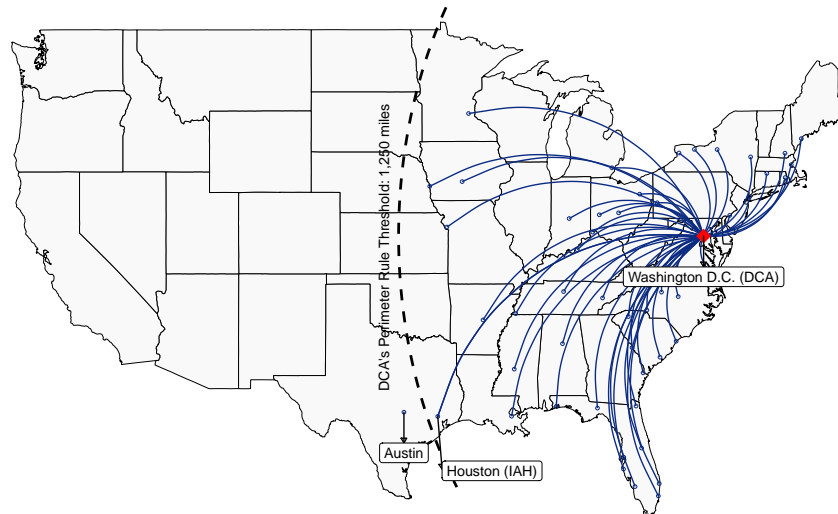 DCA's Perimeter Rule Threshold: 1,250 miles
Washington D.C. (DCA)
Austin
Houston (IAH)